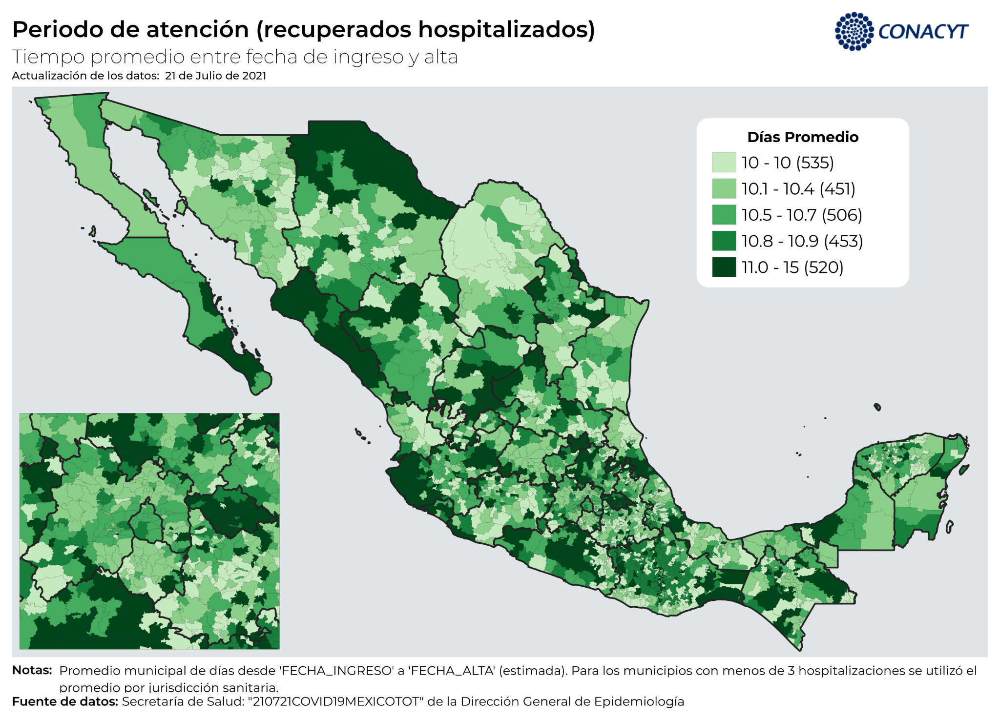 Periodo de atención (recuperados hospitalizados)
CONACYT
Tiempo promedio entre fecha de ingreso y alta
Actualización de los datos: 21 de Julio de 2021
Días Promedio
10 - 10 (535)
10.1 - 10.4 (451)
10.5 - 10.7 (506)
10.8 - 10.9 (453)
11.0 - 15 (520)
Notas: Promedio municipal de días desde 'FECHA_INGRESO' a 'FECHA_ALTA' (estimada). Para los municipios con menos de 3 hospitalizaciones se utilizó el
promedio por jurisdicción sanitaria.
Fuente de datos: Secretaría de Salud: "210721COVID19MEXICOTOT" de la Dirección General de Epidemiología